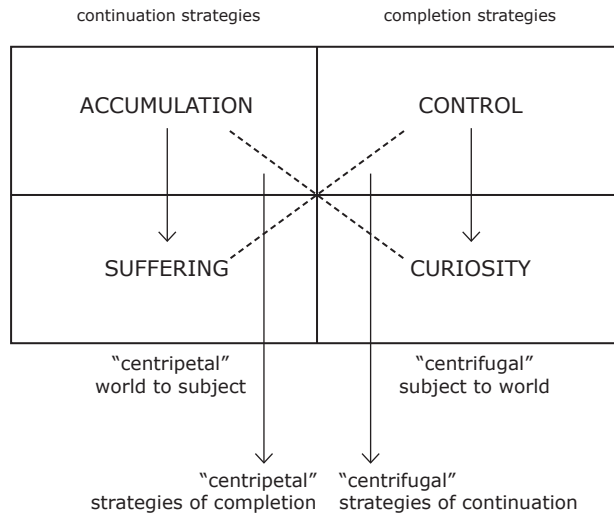 continuation strategies
completion strategies
ACCUMULATION
CONTROL
SUFFERING
CURIOSITY
“centripetal”
world to subject
“centrifugal”
subject to world
“centripetal”
strategies of completion
“centrifugal”
strategies of continuation